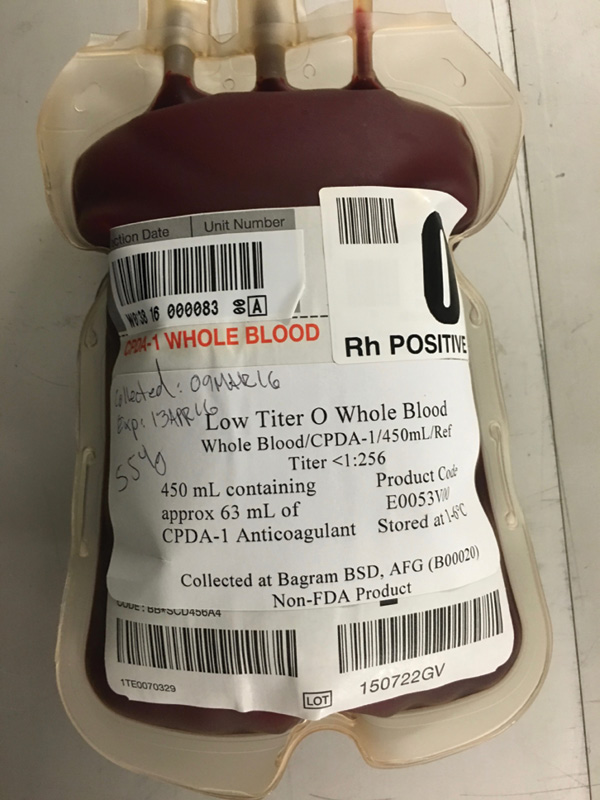 ction Date
Unit Number
W0138 16 000083 A
CPDA-1 WHOLE BLOOD
O
Rh POSITIVE
Collected: 09MAR16
Exp: 13APR16
55%
Low Titer O Whole Blood
Whole Blood/CPDA-1/450mL/Ref
Titer <1:256
450 mL containing
approx 63 mL of
CPDA-1 Anticoagulant
Product Code
E0053V00
Stored at 1-6°C
Collected at Bagram BSD, AFG (B00020)
Non-FDA Product
CODE: BB*SCD456A4
1TE0070329
LOT
150722GV